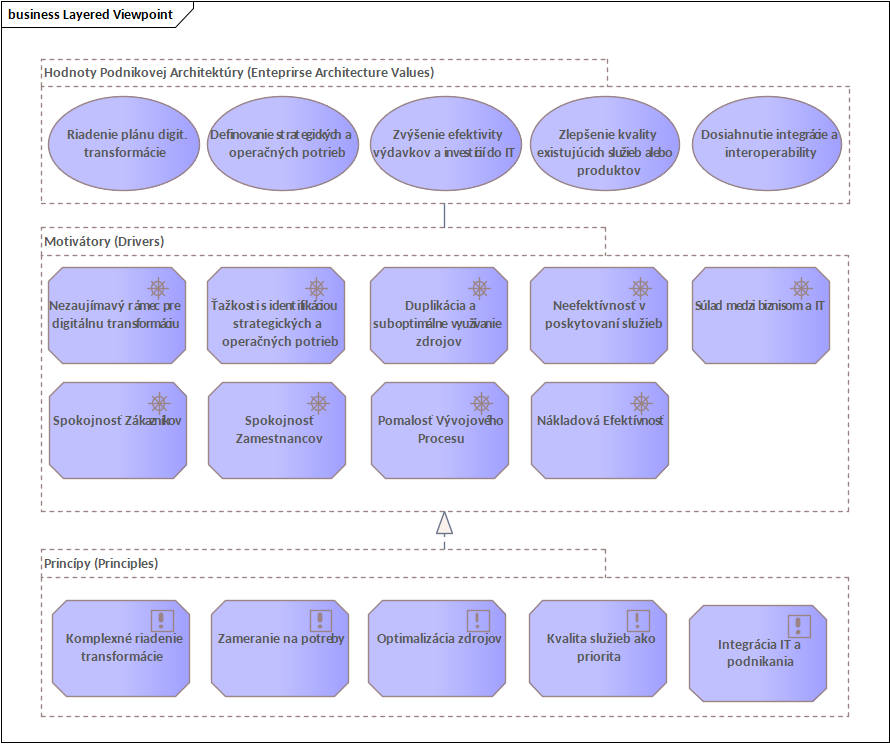 business Layered Viewpoint
Hodnoty Podnikovej Architektúry (Enteprirse Architecture Values)
Riadenie plánu digit.
transformácie
Definovanie strategických a
operačných potrieb
Zvýšenie efektivity
výdavkov a investícií do IT
Zlepšenie kvality
existujúcich služieb alebo
produktov
Dosiahnutie integrácie a
interoperability
Motivátory (Drivers)
Nezaujímavý rámec pre
digitálnu transformáciu
Ťažkosti s identifikáciou
strategických a
operačných potrieb
Duplikácia a
suboptimálne využívanie
zdrojov
Neefektívnosť v
poskytovaní služieb
Súlad medzi biznisom a IT
Spokojnosť Zákazníkov
Spokojnosť
Zamestnancov
Pomalosť Vývojového
Procesu
Nákladová Efektívnosť
Princípy (Principles)
Komplexné riadenie
transformácie
Zameranie na potreby
Optimalizácia zdrojov
Kvalita služieb ako
priorita
Integrácia IT a
podnikania